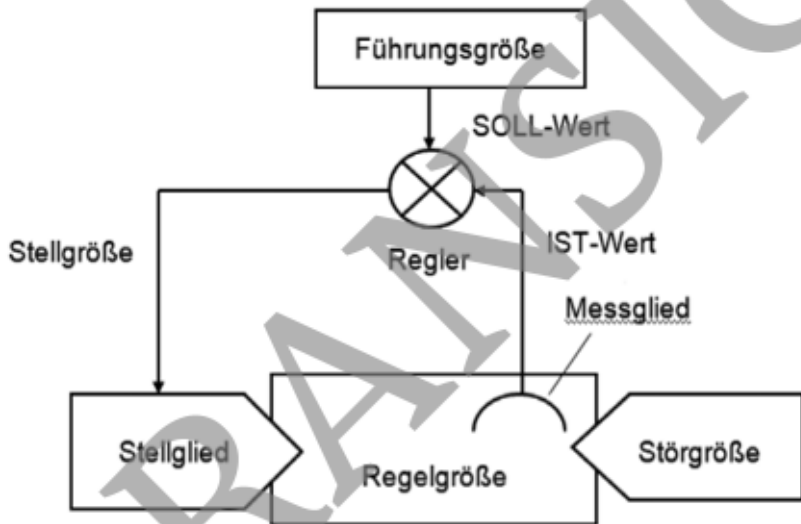 Führungsgröße
SOLL-Wert
Stellgröße
Regler
IST-Wert
Messglied
Stellglied
Regelgröße
Störgröße